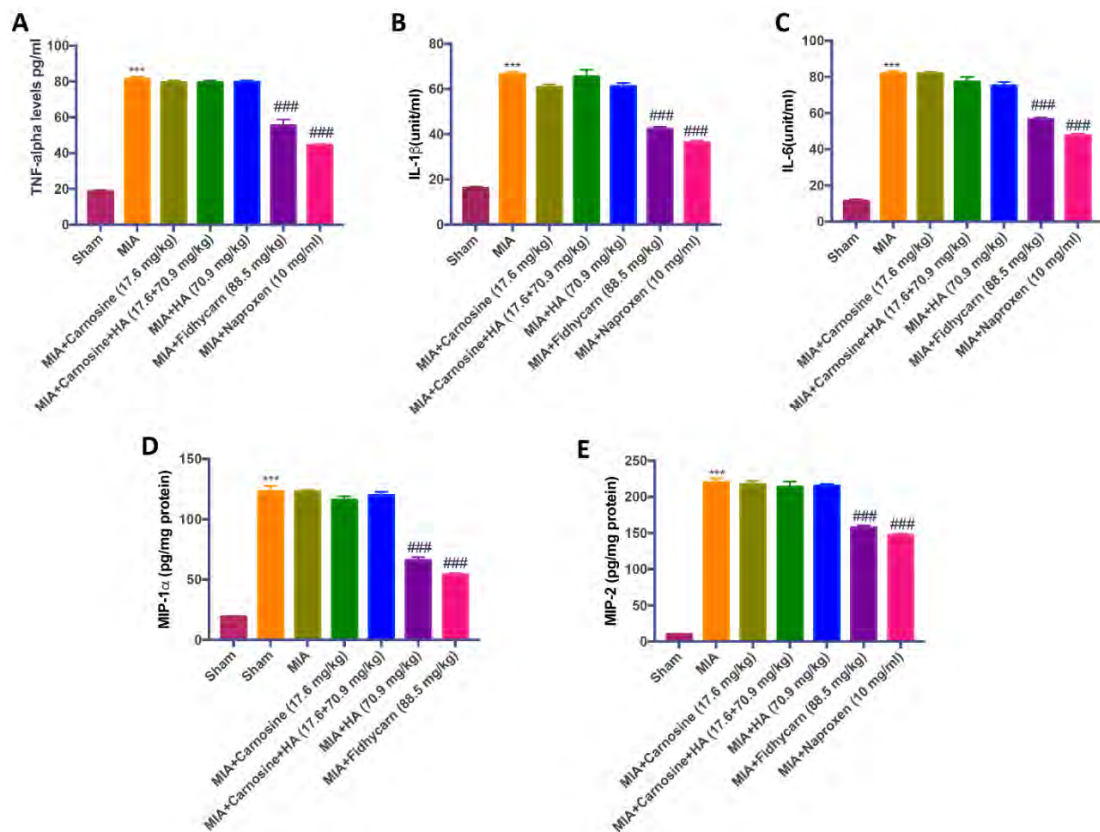 A
TNF-alpha levels pg/ml
100
80
60
40
20
0
***
###
###
Sham
MIA
MIA+Carnosine (17.6 mg/kg)
MIA+Carnosine+HA (17.6+70.9 mg/kg)
MIA+HA (70.9 mg/kg)
MIA+Fidhycarn (88.5 mg/kg)
MIA+Naproxen (10 mg/ml)
B
IL-1β(unit/ml)
80
60
40
20
0
***
###
###
Sham
MIA
MIA+Carnosine (17.6 mg/kg)
MIA+Carnosine+HA (17.6+70.9 mg/kg)
MIA+HA (70.9 mg/kg)
MIA+Fidhycarn (88.5 mg/kg)
MIA+Naproxen (10 mg/ml)
C
IL-6(unit/ml)
100
80
60
40
20
0
***
###
###
Sham
MIA
MIA+Carnosine (17.6 mg/kg)
MIA+Carnosine+HA (17.6+70.9 mg/kg)
MIA+HA (70.9 mg/kg)
MIA+Fidhycarn (88.5 mg/kg)
MIA+Naproxen (10 mg/ml)
D
MIP-1α (pg/mg protein)
150
100
50
0
***
###
###
Sham
Sham
MIA
MIA+Carnosine (17.6 mg/kg)
MIA+Carnosine+HA (17.6+70.9 mg/kg)
MIA+HA (70.9 mg/kg)
MIA+Fidhycarn (88.5 mg/kg)
E
MIP-2 (pg/mg protein)
250
200
150
100
50
0
***
###
###
Sham
MIA
MIA+Carnosine (17.6 mg/kg)
MIA+Carnosine+HA (17.6+70.9 mg/kg)
MIA+HA (70.9 mg/kg)
MIA+Fidhycarn (88.5 mg/kg)
MIA+Naproxen (10 mg/ml)